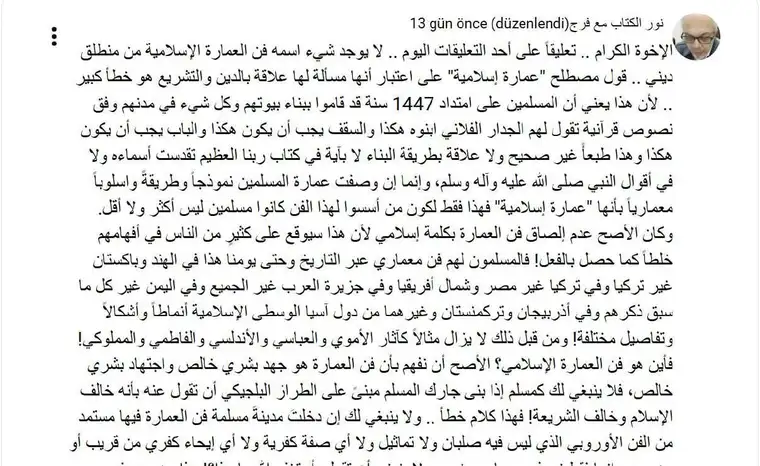 نور الكتاب مع فرج(düzenlendi) 13 gün önce
الإخوة الكرام .. تعليقاً على أحد التعليقات اليوم .. لا يوجد شيء اسمه فن العمارة الإسلامية من منطلق
ديني .. قول مصطلح "عمارة إسلامية" على اعتبار أنها مسألة لها علاقة بالدين والتشريع هو خطأ كبير
.. لأن هذا يعني أن المسلمين على امتداد 1447 سنة قد قاموا ببناء بيوتهم وكل شيء في مدنهم وفق
نصوص قرآنية تقول لهم الجدار الفلاني ابنوه هكذا والسقف يجب أن يكون هكذا والباب يجب أن يكون
هكذا وهذا طبعاً غير صحيح ولا علاقة بطريقة البناء لا بآية في كتاب ربنا العظيم تقدست أسماءه ولا
في أقوال النبي صلى الله عليه وآله وسلم، وإنما إن وصفت عمارة المسلمين نموذجاً وطريقةً واسلوباً
معمارياً بأنها "عمارة إسلامية" فهذا فقط لكون من أسسوا لهذا الفن كانوا مسلمين ليس أكثر ولا أقل.
وكان الأصح عدم إلصاق فن العمارة بكلمة إسلامي لأن هذا سيوقع على كثيرٍ من الناس في أفهامهم
خلطاً كما حصل بالفعل! فالمسلمون لهم فن معماري عبر التاريخ وحتى يومنا هذا في الهند وباكستان
غير تركيا وفي تركيا غير مصر وشمال أفريقيا وفي جزيرة العرب غير الجميع وفي اليمن غير كل ما
سبق ذكرهم وفي أذربيجان وتركمنستان وغيرهما من دول آسيا الوسطى الإسلامية أنماطاً وأشكالاً
وتفاصيل مختلفة! ومن قبل ذلك لا يزال مثالاً كآثار الأموي والعباسي والأندلسي والفاطمي والمملوكي!
فأين هو فن العمارة الإسلامي؟ الأصح أن نفهم بأن فن العمارة هو جهد بشري خالص واجتهاد بشري
خالص، فلا ينبغي لك كمسلم إذا بنى جارك المسلم مبنىً على الطراز البلجيكي أن تقول عنه بأنه خالف
الإسلام وخالف الشريعة! فهذا كلام خطأ .. ولا ينبغي لك إن دخلتَ مدينةً مسلمة فن العمارة فيها مستمد
من الفن الأوروبي الذي ليس فيه صلبان ولا تماثيل ولا أي صفة كفرية ولا أي إيحاء كفري من قريب أو